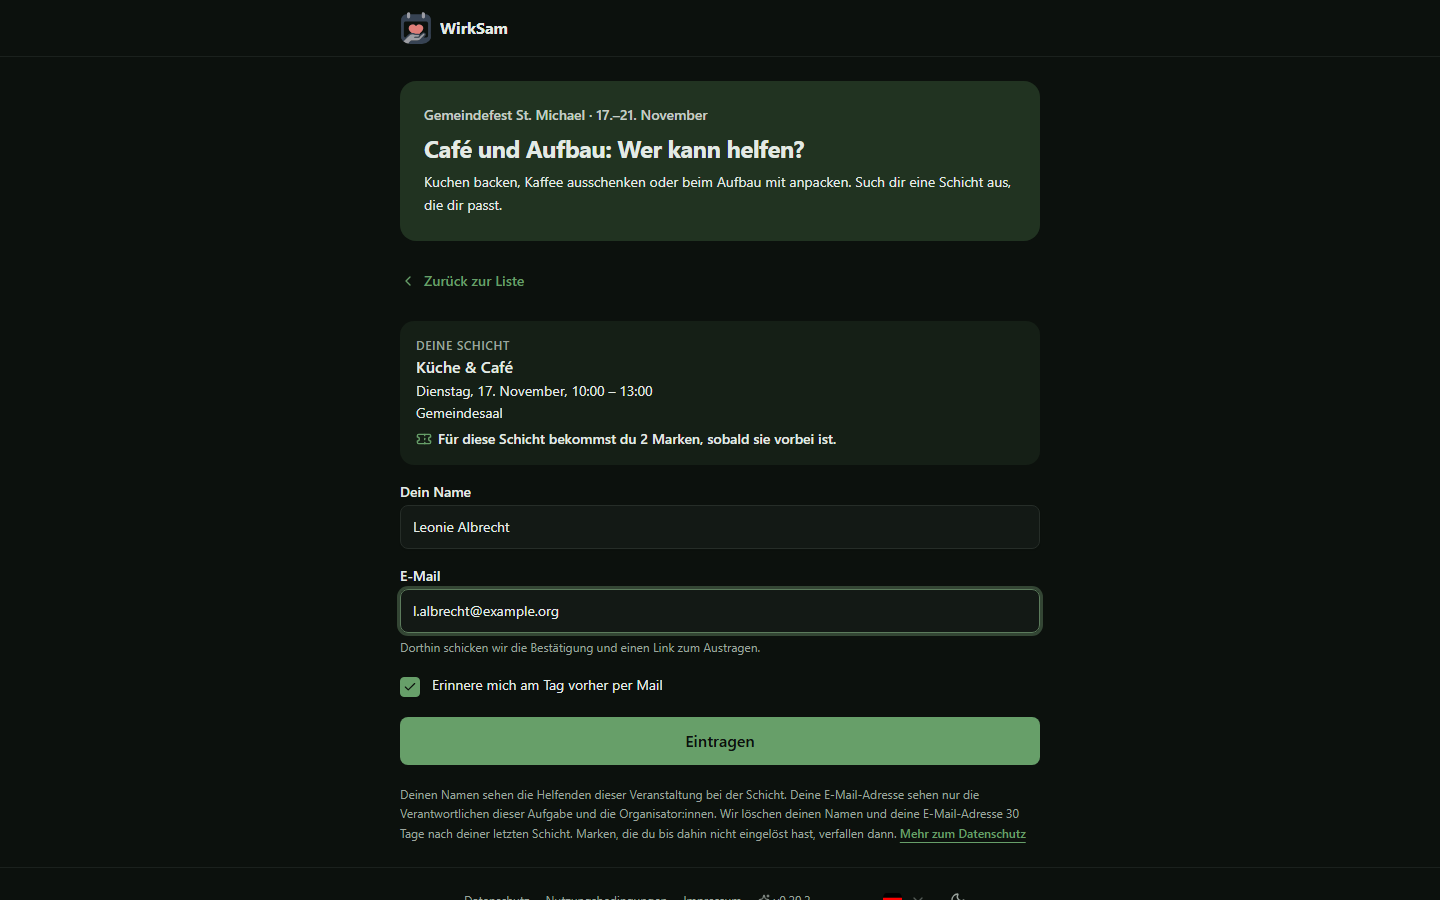 WirkSam
Gemeindefest St. Michael · 17.–21. November
Café und Aufbau: Wer kann helfen?
Kuchen backen, Kaffee ausschenken oder beim Aufbau mit anpacken. Such dir eine Schicht aus,
die dir passt.
Zurück zur Liste
DEINE SCHICHT
Küche & Café
Dienstag, 17. November, 10:00 – 13:00
Gemeindesaal
Für diese Schicht bekommst du 2 Marken, sobald sie vorbei ist.
Dein Name
Leonie Albrecht
E-Mail
l.albrecht@example.org
Dorthin schicken wir die Bestätigung und einen Link zum Austragen.
Erinnere mich am Tag vorher per Mail
Eintragen
Deinen Namen sehen die Helfenden dieser Veranstaltung bei der Schicht. Deine E-Mail-Adresse sehen nur die
Verantwortlichen dieser Aufgabe und die Organisator:innen. Wir löschen deinen Namen und deine E-Mail-Adresse 30
Tage nach deiner letzten Schicht. Marken, die du bis dahin nicht eingelöst hast, verfallen dann. Mehr zum Datenschutz
Datenschutz Nutzungsbedingungen Impressum